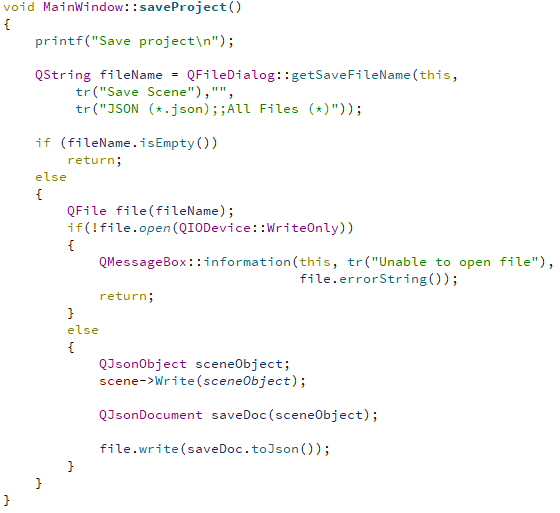 void MainWindow::saveProject()
{
    printf("Save project\n");

    QString fileName = QFileDialog::getSaveFileName(this,
         tr("Save Scene"),"",
         tr("JSON (*.json);;All Files (*)"));

    if (fileName.isEmpty())
        return;
    else
    {
        QFile file(fileName);
        if(!file.open(QIODevice::WriteOnly))
        {
            QMessageBox::information(this, tr("Unable to open file"),
                                     file.errorString());
            return;
        }
        else
        {
            QJsonObject sceneObject;
            scene->Write(sceneObject);

            QJsonDocument saveDoc(sceneObject);

            file.write(saveDoc.toJson());
        }
    }
}